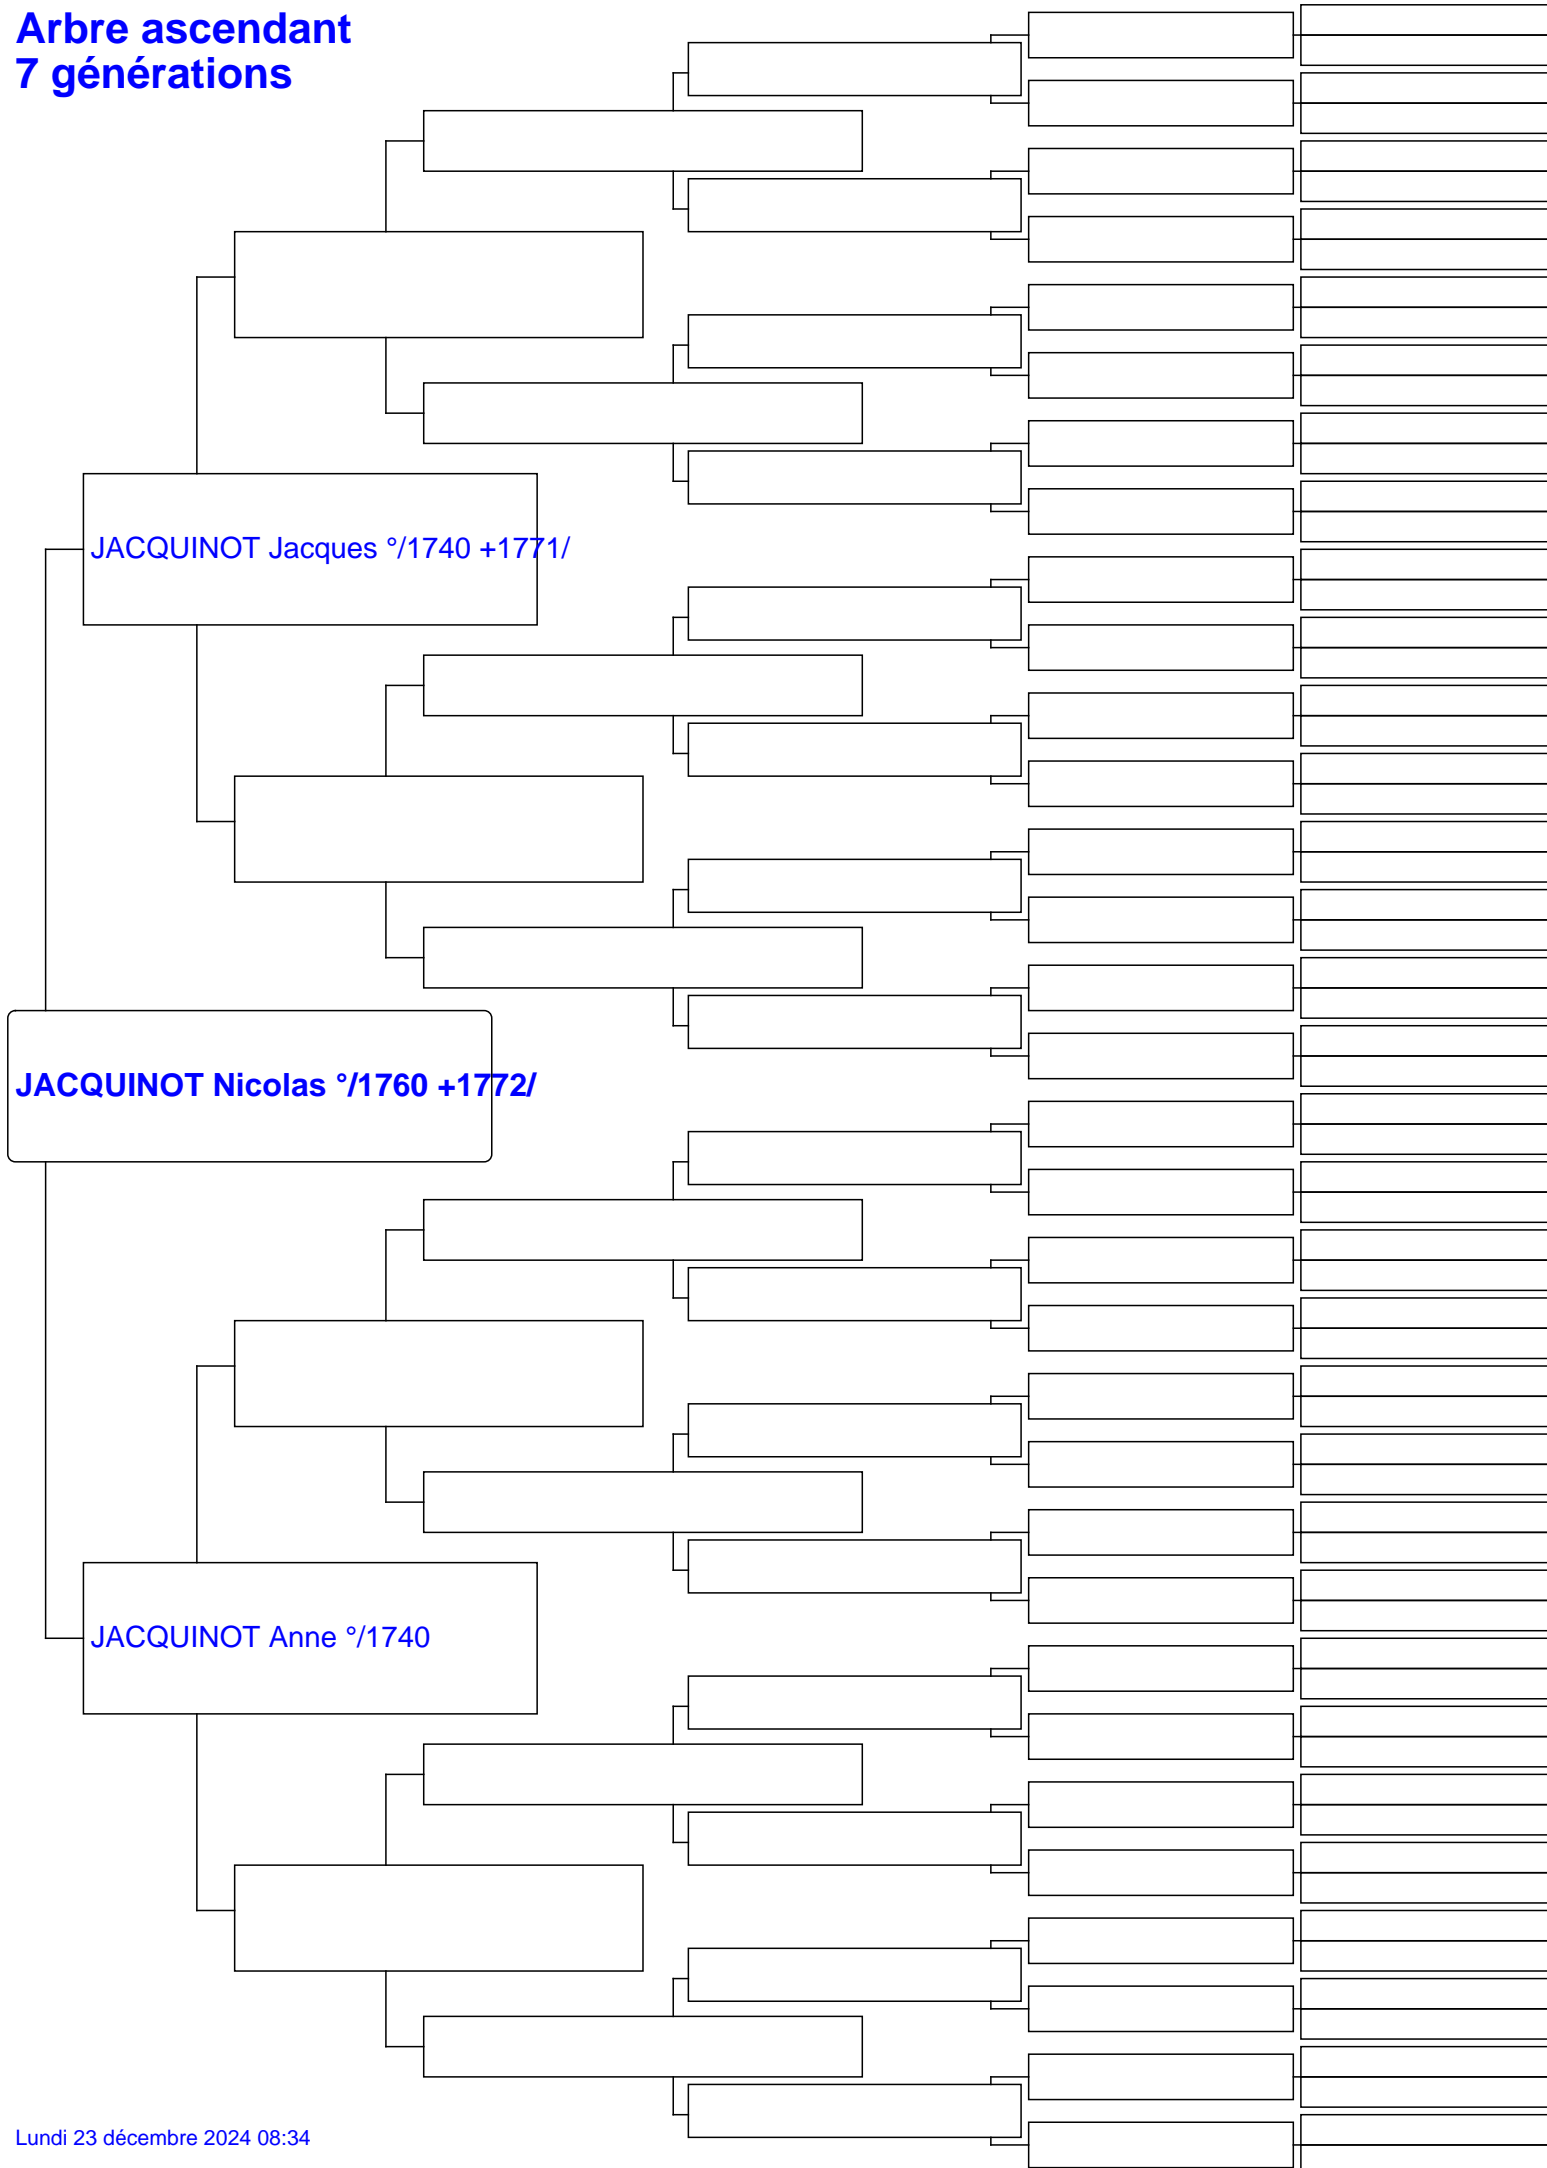 Arbre ascendant
7 générations
JACQUINOT Jacques °/1740 +1771/
JACQUINOT Nicolas °/1760 +1772/
JACQUINOT Anne °/1740
Lundi 23 décembre 2024 08:34